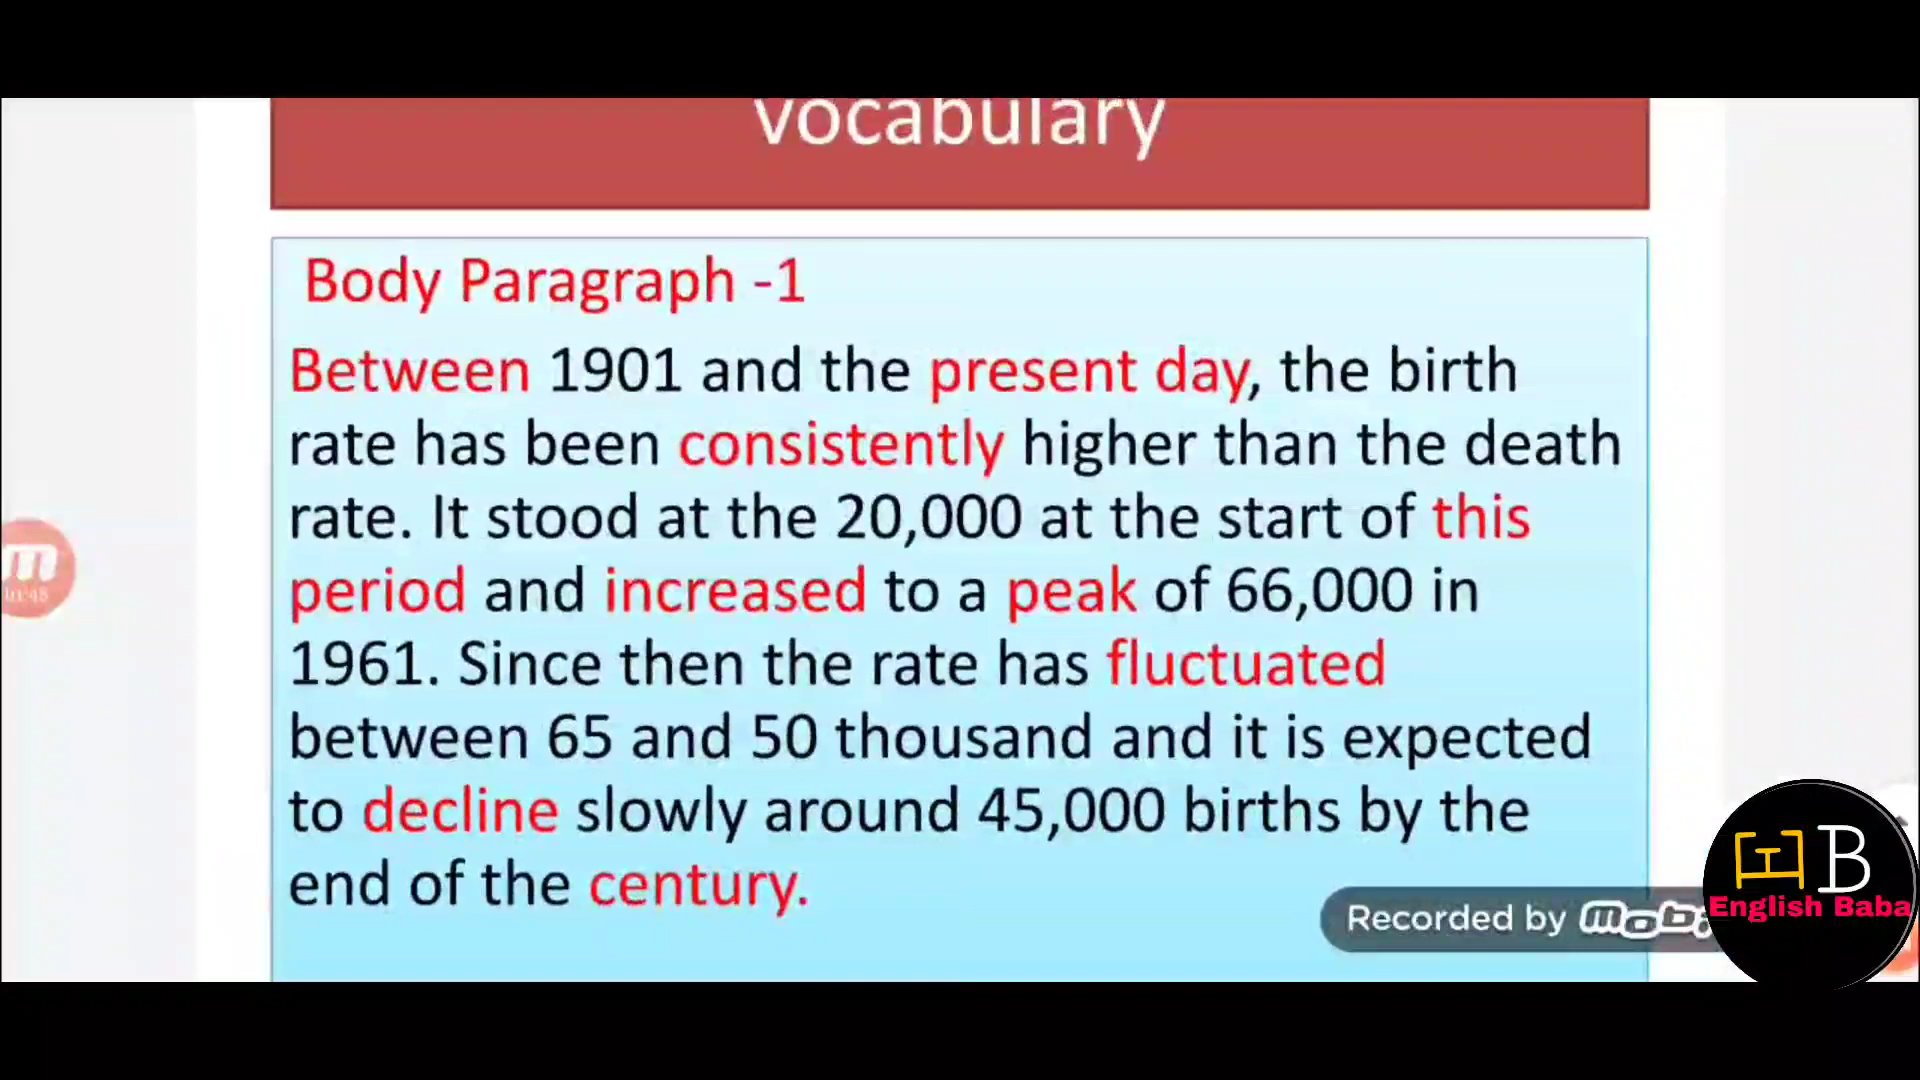 vocabulary
Body Paragraph -1
Between 1901 and the present day, the birth
rate has been consistently higher than the death
rate. It stood at the 20,000 at the start of this
period and increased to a peak of 66,000 in
1961. Since then the rate has fluctuated
between 65 and 50 thousand and it is expected
to decline slowly around 45,000 births by the
end of the century.
m
01:45
Recorded by
B
English Baba